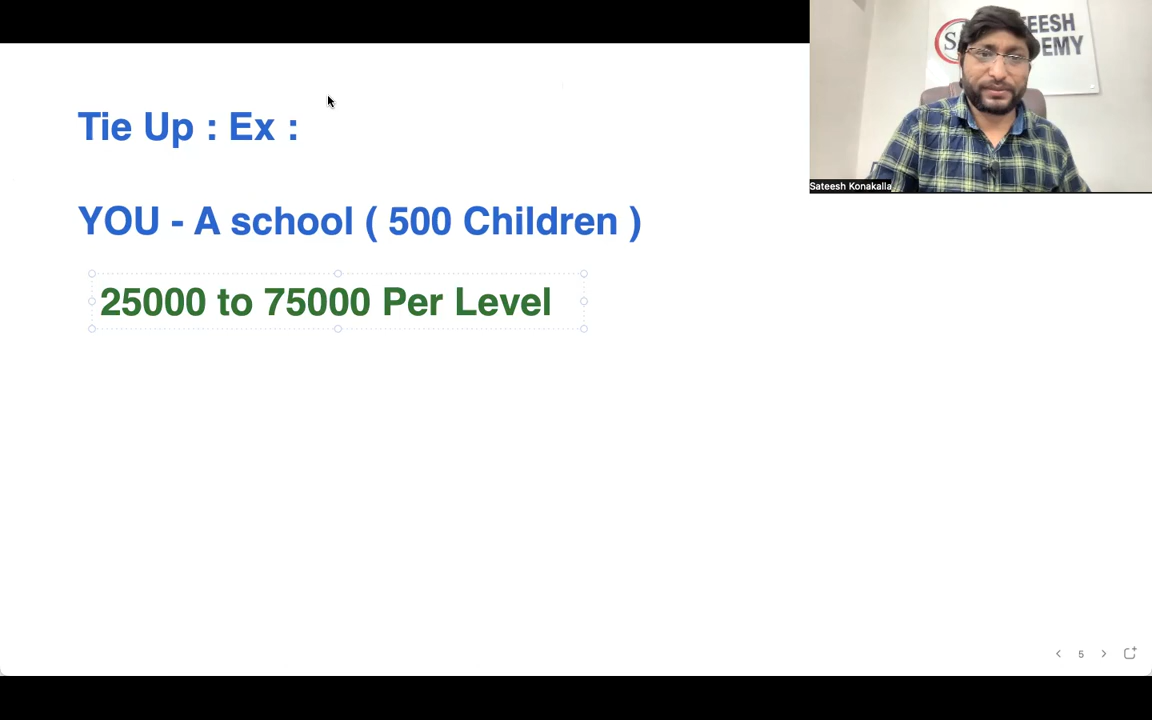 Tie Up : Ex :
YOU - A school ( 500 Children )
25000 to 75000 Per Level
Sateesh Konakalla
5